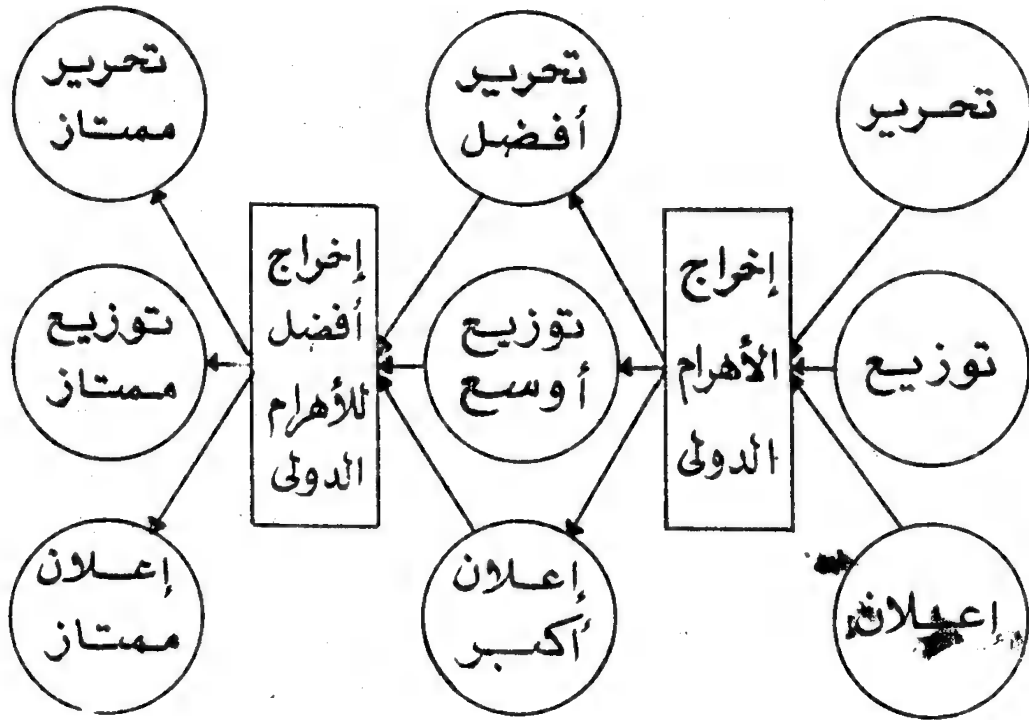 تحرير
توزيع
إعلان
إخراج
الأهرام
الدولى
تحرير
أفضل
توزيع
أوسع
إعلان
أكبر
إخراج
أفضل
للأهرام
الدولى
تحرير
ممتاز
توزيع
ممتاز
إعلان
ممتاز